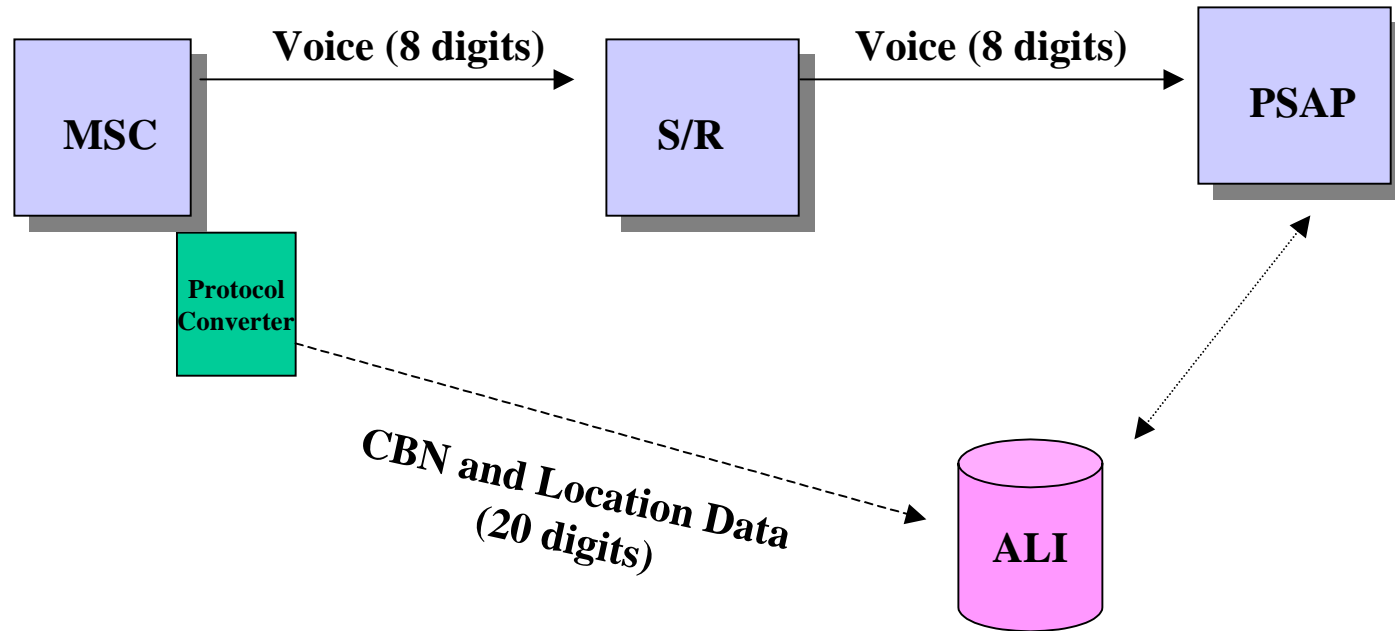 Voice (8 digits)
Voice (8 digits)
MSC
S/R
PSAP
Protocol
Converter
CBN and Location Data
(20 digits)
ALI